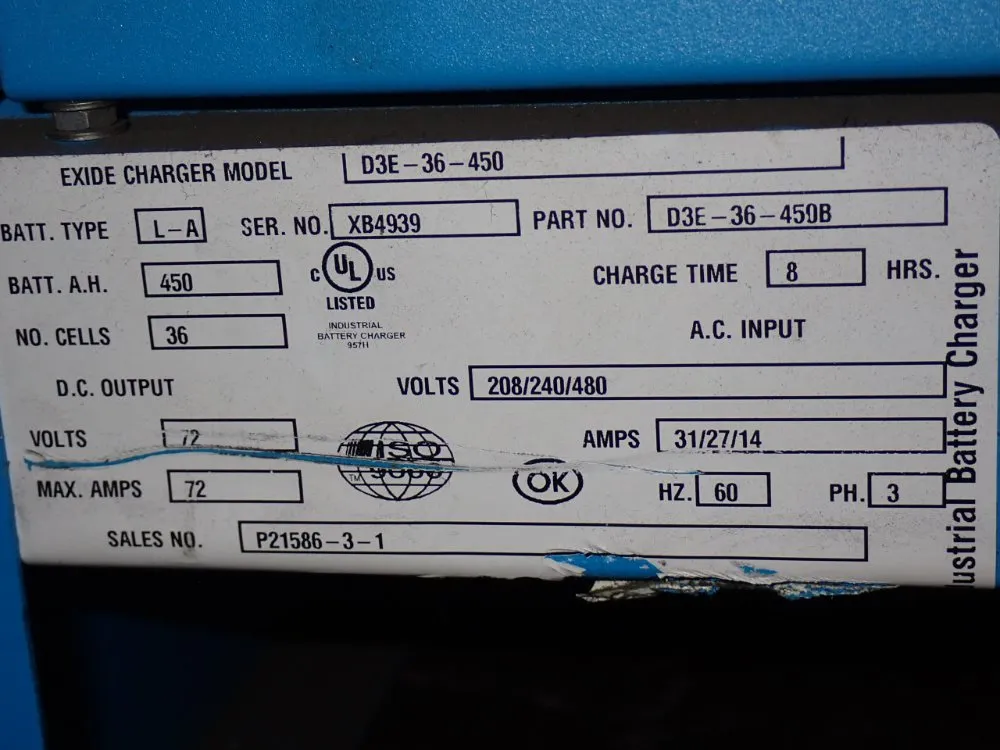 EXIDE CHARGER MODEL D3E-36-450
BATT. TYPE L-A SER. NO. XB4939 PART NO. D3E-36-450B
BATT. A.H. 450 C UL US CHARGE TIME 8 HRS.
LISTED
NO. CELLS 36 INDUSTRIAL A.C. INPUT
BATTERY CHARGER
957H
D.C. OUTPUT VOLTS 208/240/480
VOLTS 72 ISO AMPS 31/27/14
TM 9000
MAX. AMPS 72 OK HZ. 60 PH. 3
SALES NO. P21586-3-1
ustrial Battery Charger